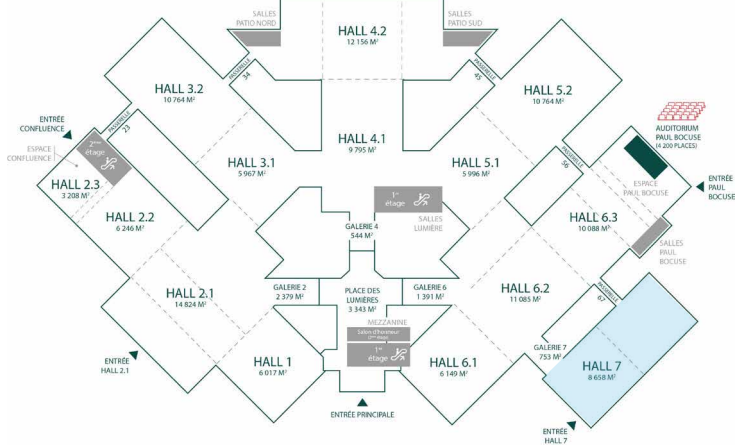 SALLES
PATIO NORD
SALLES
PATIO SUD
HALL 4.2
12 156 M²
PASSERELLE
34
PASSERELLE
45
HALL 3.2
10 764 M²
HALL 5.2
10 764 M²
ENTRÉE
CONFLUENCE
PASSERELLE
23
AUDITORIUM
PAUL BOCUSE
(4 200 PLACES)
HALL 4.1
9 795 M²
ESPACE
CONFLUENCE
2ème
étage
HALL 3.1
5 967 M²
HALL 5.1
5 996 M²
PASSERELLE
56
ENTRÉE
PAUL
BOCUSE
ESPACE
PAUL BOCUSE
HALL 2.3
3 208 M²
1er
étage
HALL 2.2
6 246 M²
SALLES
LUMIÈRE
HALL 6.3
10 088 M²
GALERIE 4
544 M²
SALLES
PAUL
BOCUSE
HALL 2.1
14 824 M²
GALERIE 2
2 379 M²
PLACE DES
LUMIÈRES
3 343 M²
GALERIE 6
1 391 M²
HALL 6.2
11 085 M²
PASSERELLE
67
MEZZANINE
Salon d'honneur
1er
étage
GALERIE 7
753 M²
ENTRÉE
HALL 2.1
HALL 1
6 017 M²
HALL 6.1
6 149 M²
HALL 7
8 658 M²
ENTRÉE PRINCIPALE
ENTRÉE
HALL 7